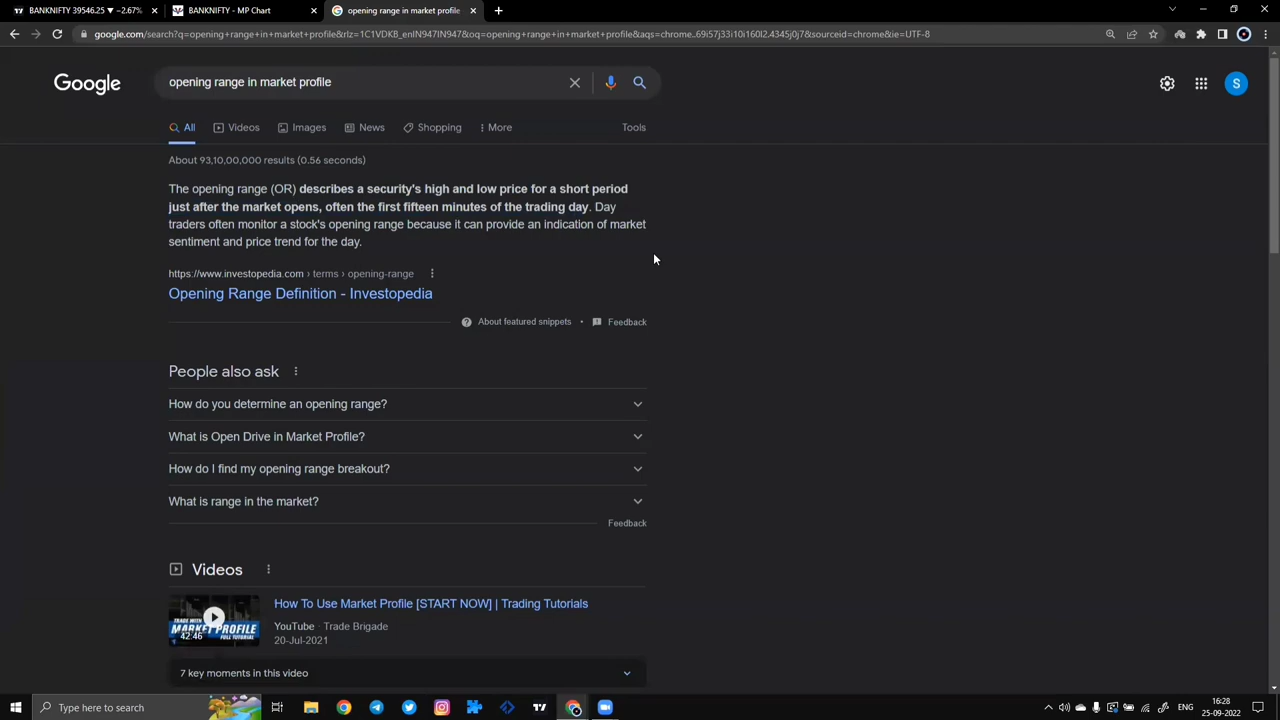 BANKNIFTY 39546.25 ▼ −2.67%
BANKNIFTY - MP Chart
opening range in market profile
google.com/search?q=opening+range+in+market+profile&rlz=1C1VDKB_enIN947IN947&oq=opening+range+in+market+profile&aqs=chrome..69i57j33i10i160l2.4345j0j7&sourceid=chrome&ie=UTF-8
Google
opening range in market profile
S
All
Videos
Images
News
Shopping
More
Tools
About 93,10,00,000 results (0.56 seconds)
The opening range (OR) describes a security's high and low price for a short period
just after the market opens, often the first fifteen minutes of the trading day. Day
traders often monitor a stock's opening range because it can provide an indication of market
sentiment and price trend for the day.
https://www.investopedia.com › terms › opening-range
Opening Range Definition - Investopedia
About featured snippets • Feedback
People also ask
How do you determine an opening range?
What is Open Drive in Market Profile?
How do I find my opening range breakout?
What is range in the market?
Feedback
Videos
How To Use Market Profile [START NOW] | Trading Tutorials
YouTube · Trade Brigade
20-Jul-2021
TRADE WITH
MARKET PROFILE
FULL TUTORIAL
42:46
7 key moments in this video
Type here to search
ENG
16:28
25-09-2022